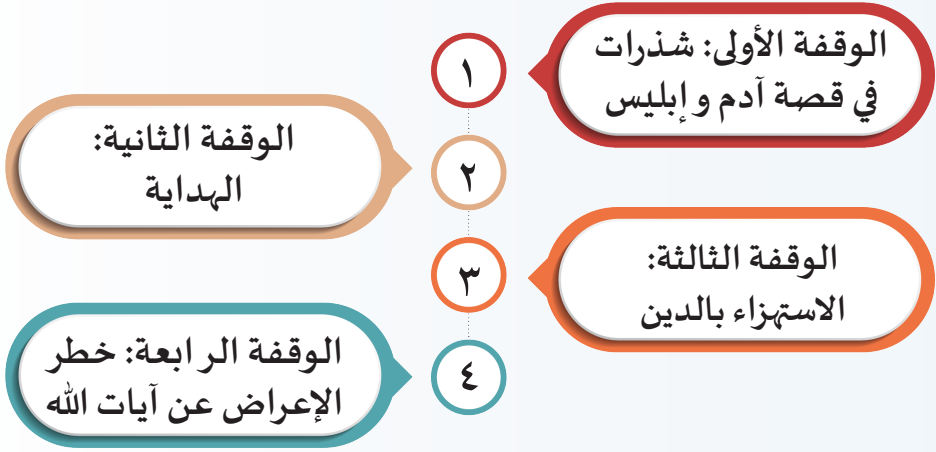 ١
الوقفة الأولى: شذرات
في قصة آدم وإبليس
٢
الوقفة الثانية:
الهداية
٣
الوقفة الثالثة:
الاستهزاء بالدين
٤
الوقفة الرابعة: خطر
الإعراض عن آيات الله